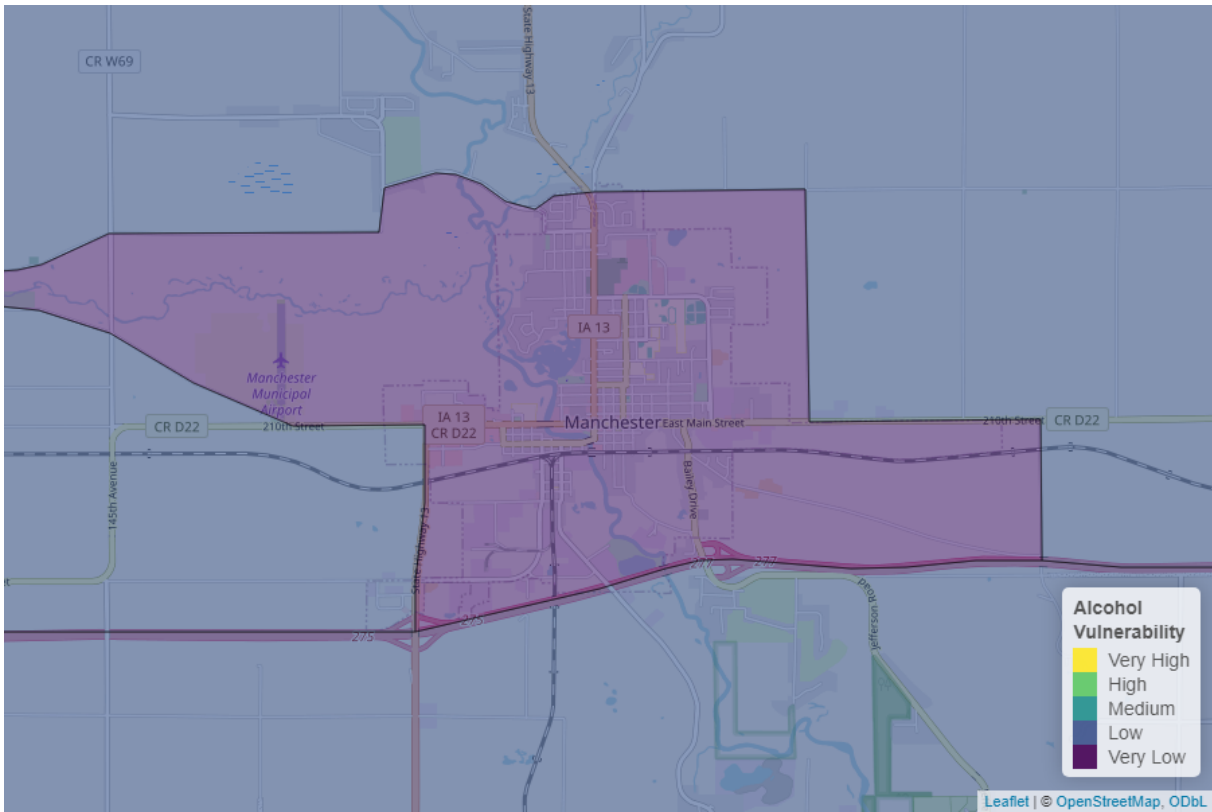 CR W69
State Highway 13
IA 13
Manchester
Municipal
Airport
CR D22
210th Street
IA 13
CR D22
Manchester
East Main Street
210th Street
CR D22
145th Avenue
State Highway 13
Bailey Drive
277
277
275
275
Jefferson Road
Alcohol
Vulnerability
Very High
High
Medium
Low
Very Low
Leaflet | © OpenStreetMap, ODbL